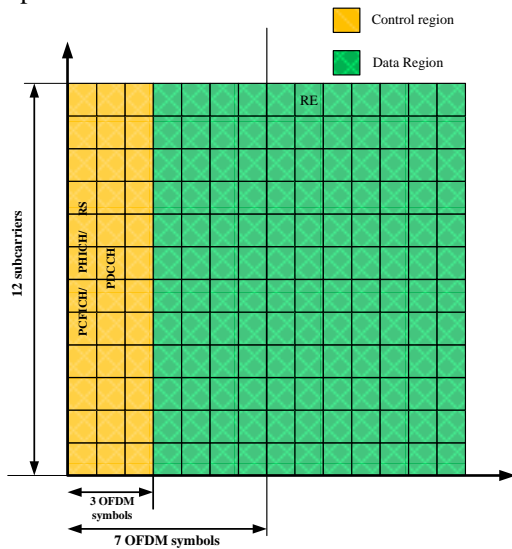 Control region
Data Region
RE
12 subcarriers
PCFICH/ PHICH/ RS
PDCCH
3 OFDM
symbols
7 OFDM symbols